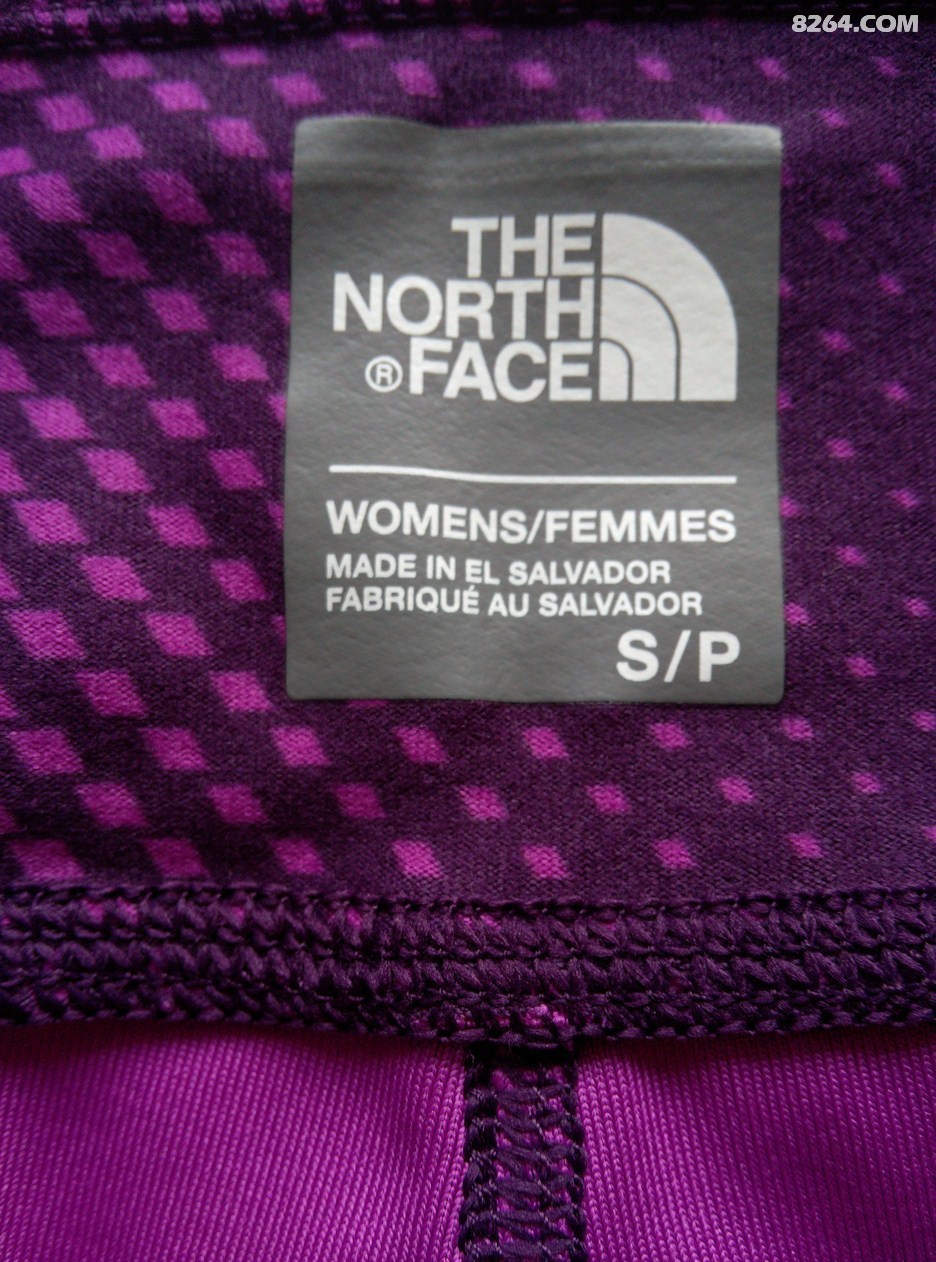 8264.COM
THE
NORTH
®FACE
WOMENS/FEMMES
MADE IN EL SALVADOR
FABRIQUÉ AU SALVADOR
S/P